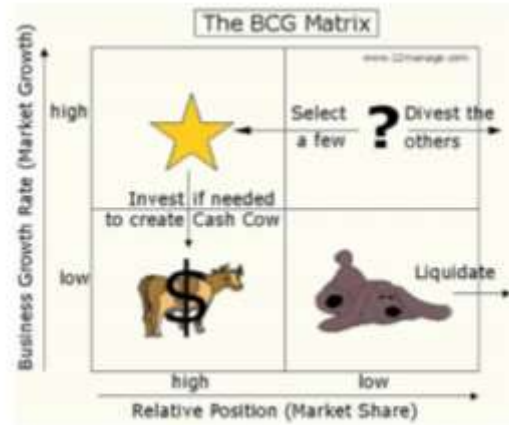 The BCG Matrix
www.12manage.com
Business Growth Rate (Market Growth)
high
Select
a few
?
Divest the
others
Invest if needed
to create Cash Cow
low
$
Liquidate
high
low
Relative Position (Market Share)